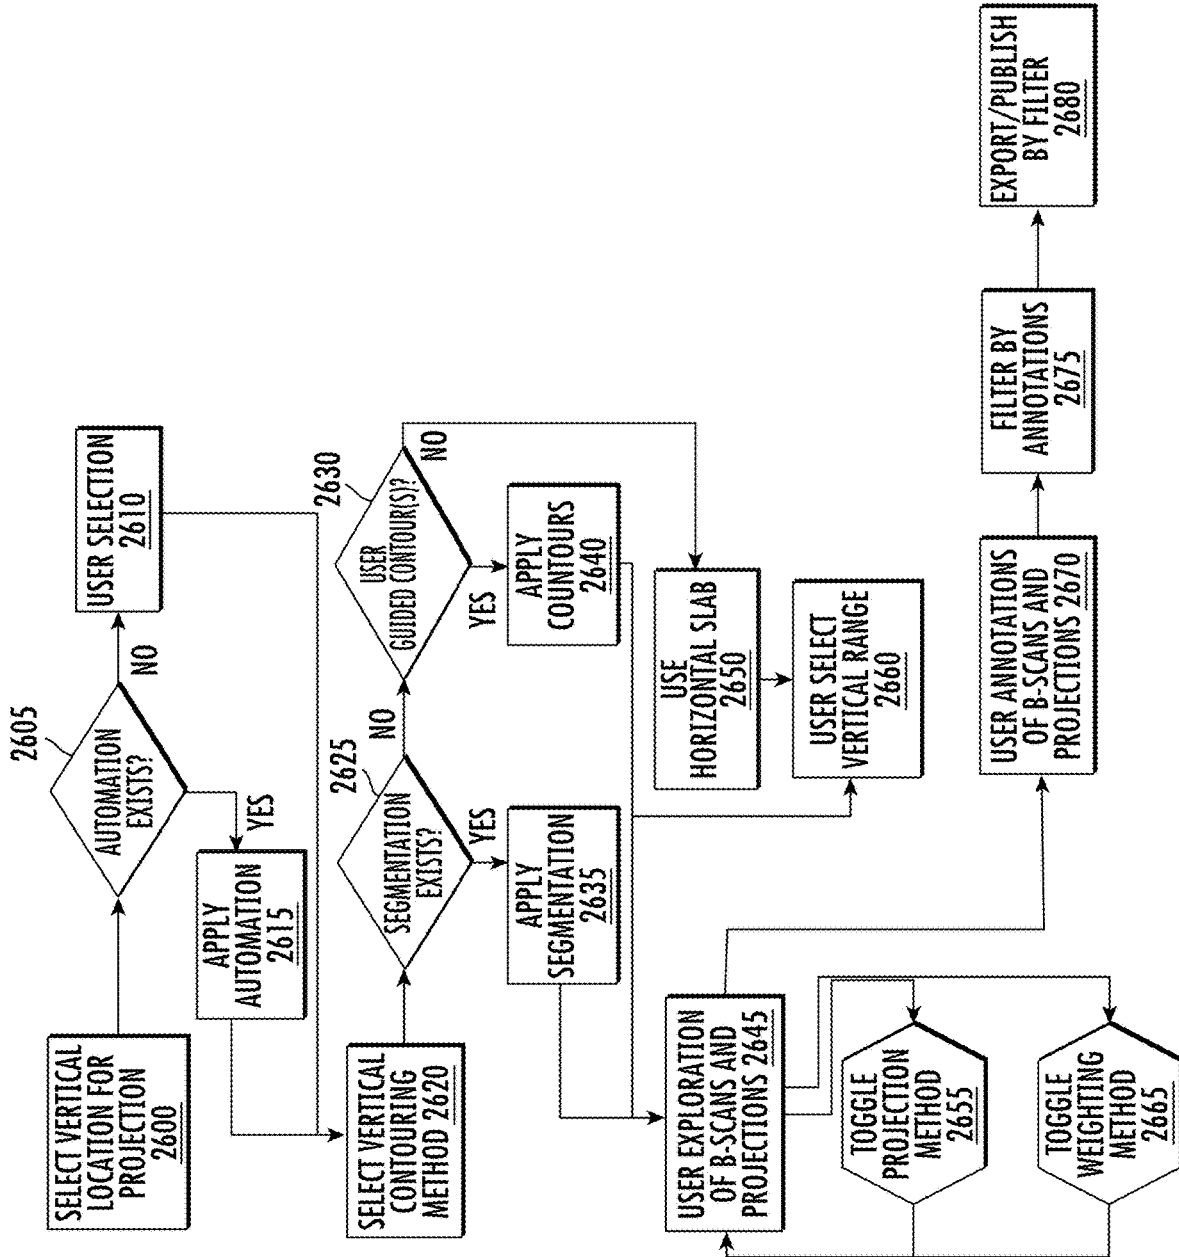 SELECT VERTICAL
LOCATION FOR
PROJECTION
2600
2605
AUTOMATION
EXISTS?
NO
YES
USER SELECTION
2610
APPLY
AUTOMATION
2615
SELECT VERTICAL
CONTOURING
METHOD 2620
2625
SEGMENTATION
EXISTS?
NO
YES
2630
USER
GUIDED CONTOUR(S)?
NO
YES
APPLY
SEGMENTATION
2635
APPLY
COUNTOURS
2640
USER EXPLORATION
OF B-SCANS AND
PROJECTIONS 2645
USE
HORIZONTAL SLAB
2650
USER SELECT
VERTICAL RANGE
2660
TOGGLE
PROJECTION
METHOD
2655
TOGGLE
WEIGHTING
METHOD
2665
USER ANNOTATIONS
OF B-SCANS AND
PROJECTIONS 2670
FILTER BY
ANNOTATIONS
2675
EXPORT/PUBLISH
BY FILTER
2680